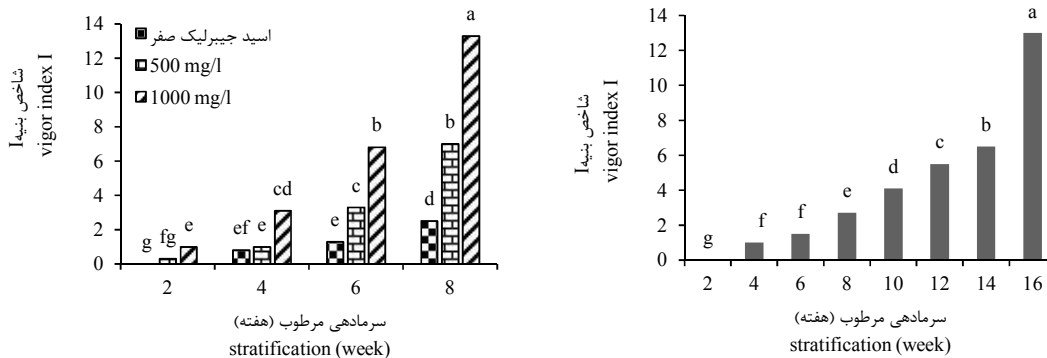 اسید جیبرلیک صفر
500 mg/l
1000 mg/l
شاخص بنیهI
vigor index I
14
12
10
8
6
4
2
0
g fg e
ef e cd
e c b
d b a
2 4 6 8
سرمادهی مرطوب (هفته)
stratification (week)
شاخص بنیهI
vigor index I
14
12
10
8
6
4
2
0
g f f e d c b a
2 4 6 8 10 12 14 16
سرمادهی مرطوب (هفته)
stratification (week)